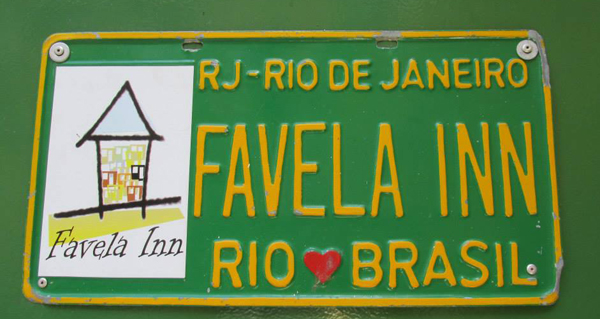 RJ-RIO DE JANEIRO
FAVELA INN
RIO ♥ BRASIL
Favela Inn